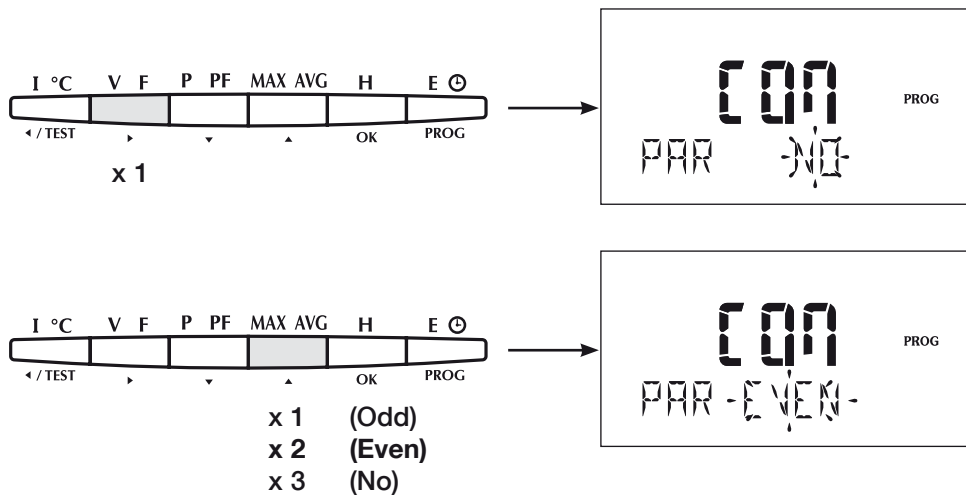 I °C V F P PF MAX AVG H E
/ TEST OK PROG
x 1
COM PROG
PAR NO
I °C V F P PF MAX AVG H E
/ TEST OK PROG
x 1 (Odd)
x 2 (Even)
x 3 (No)
COM PROG
PAR EVEN